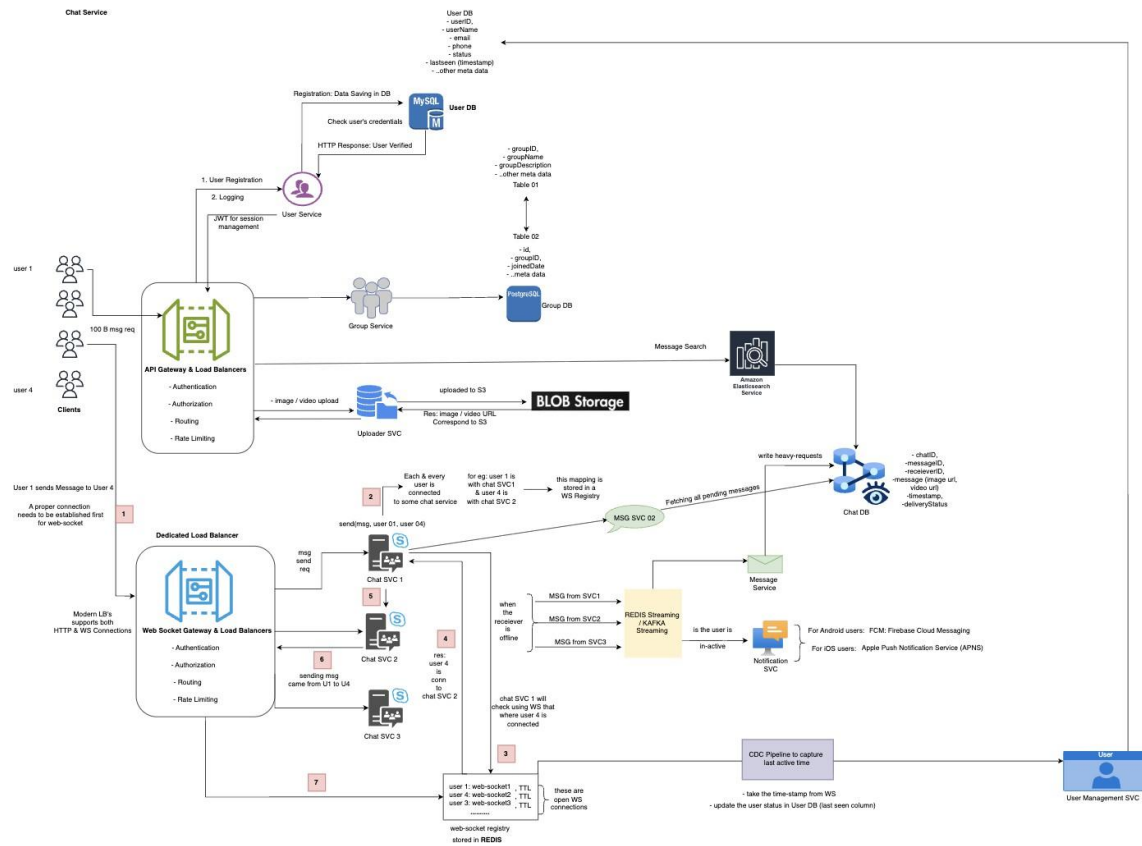 Chat Service
User DB
- userID,
- userName
- email
- phone
- status
- lastseen (timestamp)
- ..other meta data
Registration: Data Saving in DB
MySQL
M
User DB
Check user's credentials
HTTP Response: User Verified
1. User Registration
2. Logging
User Service
JWT for session
management
- groupID,
- groupName
- groupDescription
- ..other meta data
Table 01
Table 02
- id,
- groupID,
- joinedDate
- ..meta data
PostgreSQL
Group DB
Group Service
user 1
100 B msg req
user 4
Clients
API Gateway & Load Balancers
- Authentication
- Authorization
- Routing
- Rate Limiting
Message Search
Amazon
Elasticsearch
Service
- image / video upload
Uploader SVC
uploaded to S3
Res: image / video URL
Correspond to S3
BLOB Storage
write heavy-requests
- chatID,
-messageID,
-receieverID,
-message (image url,
video url)
-timestamp,
-deliveryStatus
Chat DB
Fetching all pending messages
MSG SVC 02
User 1 sends Message to User 4
A proper connection
needs to be established first
for web-socket
1
2
Each & every
user is
connected
to some chat service
for eg: user 1 is
with chat SVC1
& user 4 is
with chat SVC 2
this mapping is
stored in a
WS Registry
send(msg, user 01, user 04)
Dedicated Load Balancer
msg
send
req
Chat SVC 1
Modern LB's
supports both
HTTP & WS Connections
Web Socket Gateway & Load Balancers
- Authentication
- Authorization
- Routing
- Rate Limiting
5
Chat SVC 2
6
sending msg
came from U1 to U4
Chat SVC 3
4
res:
user 4
is
conn
to
chat SVC 2
when
the
receiever
is
offline
MSG from SVC1
MSG from SVC2
MSG from SVC3
REDIS Streaming
/ KAFKA
Streaming
Message
Service
is the user is
in-active
Notification
SVC
For Android users: FCM: Firebase Cloud Messaging
For iOS users: Apple Push Notification Service (APNS)
chat SVC 1 will
check using WS that
where user 4 is
connected
3
7
user 1: web-socket1 , TTL
user 4: web-socket2 , TTL
user 3: web-socket3 , TTL
.........
these are
open WS
connections
web-socket registry
stored in REDIS
CDC Pipeline to capture
last active time
- take the time-stamp from WS
- update the user status in User DB (last seen column)
User
User Management SVC